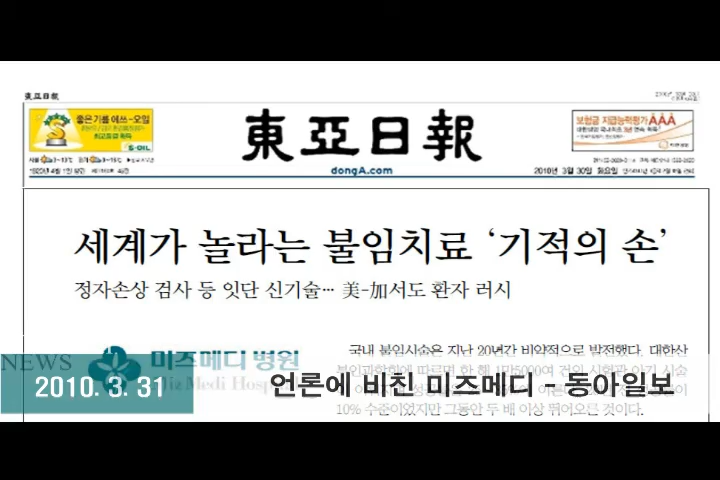 東亞日報
좋은기름 에쓰-오일
S-OIL
東亞日報
dongA.com
보험금 지급능력평가 AAA
2010년 3월 30일 화요일
세계가 놀라는 불임치료 ‘기적의 손’
정자손상 검사 등 잇단 신기술… 美-加서도 환자 러시
NEWS
미즈메디 병원
국내 불임시술은 지난 20년간 비약적으로 발전했다. 대한산
2010. 3. 31
언론에 비친 미즈메디 - 동아일보
10% 수준이었지만 그동안 두 배 이상 뛰어오른 것이다.